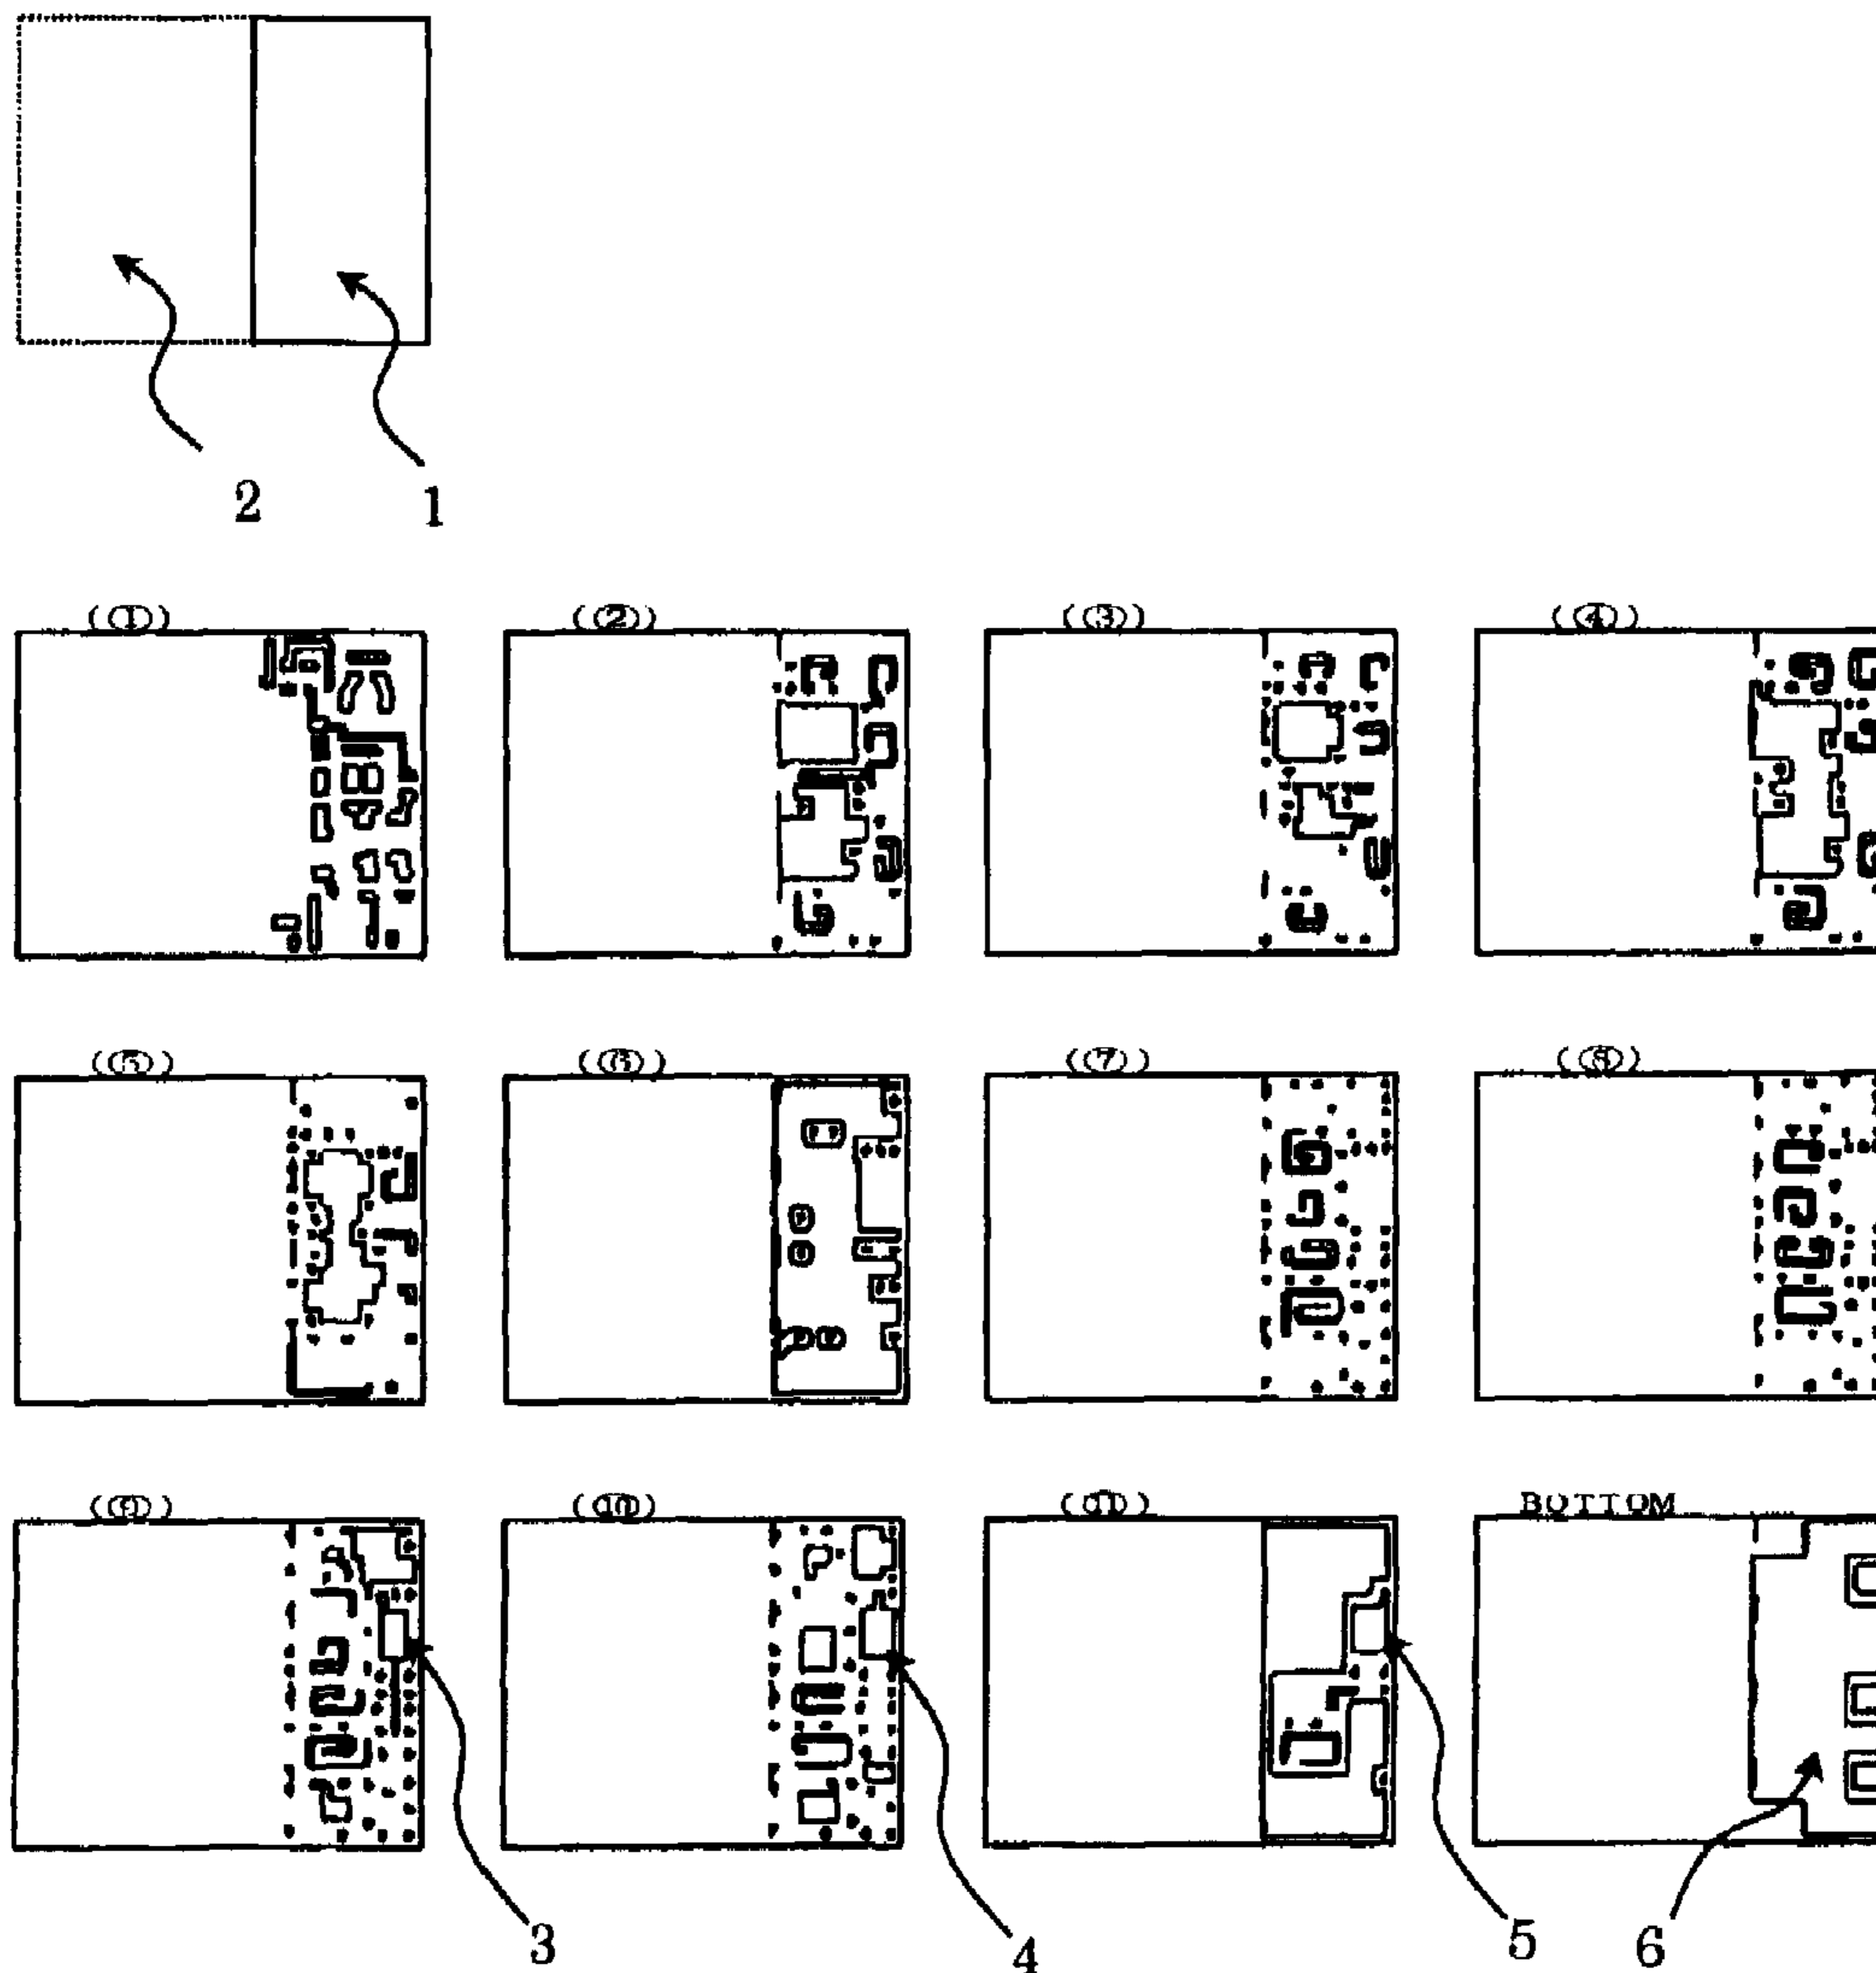 2 1
(①) (②) (③) (④)
(⑤) (⑥) (⑦) (⑧)
(⑨) (⑩) (⑪) BOTTOM
3 4 5 6